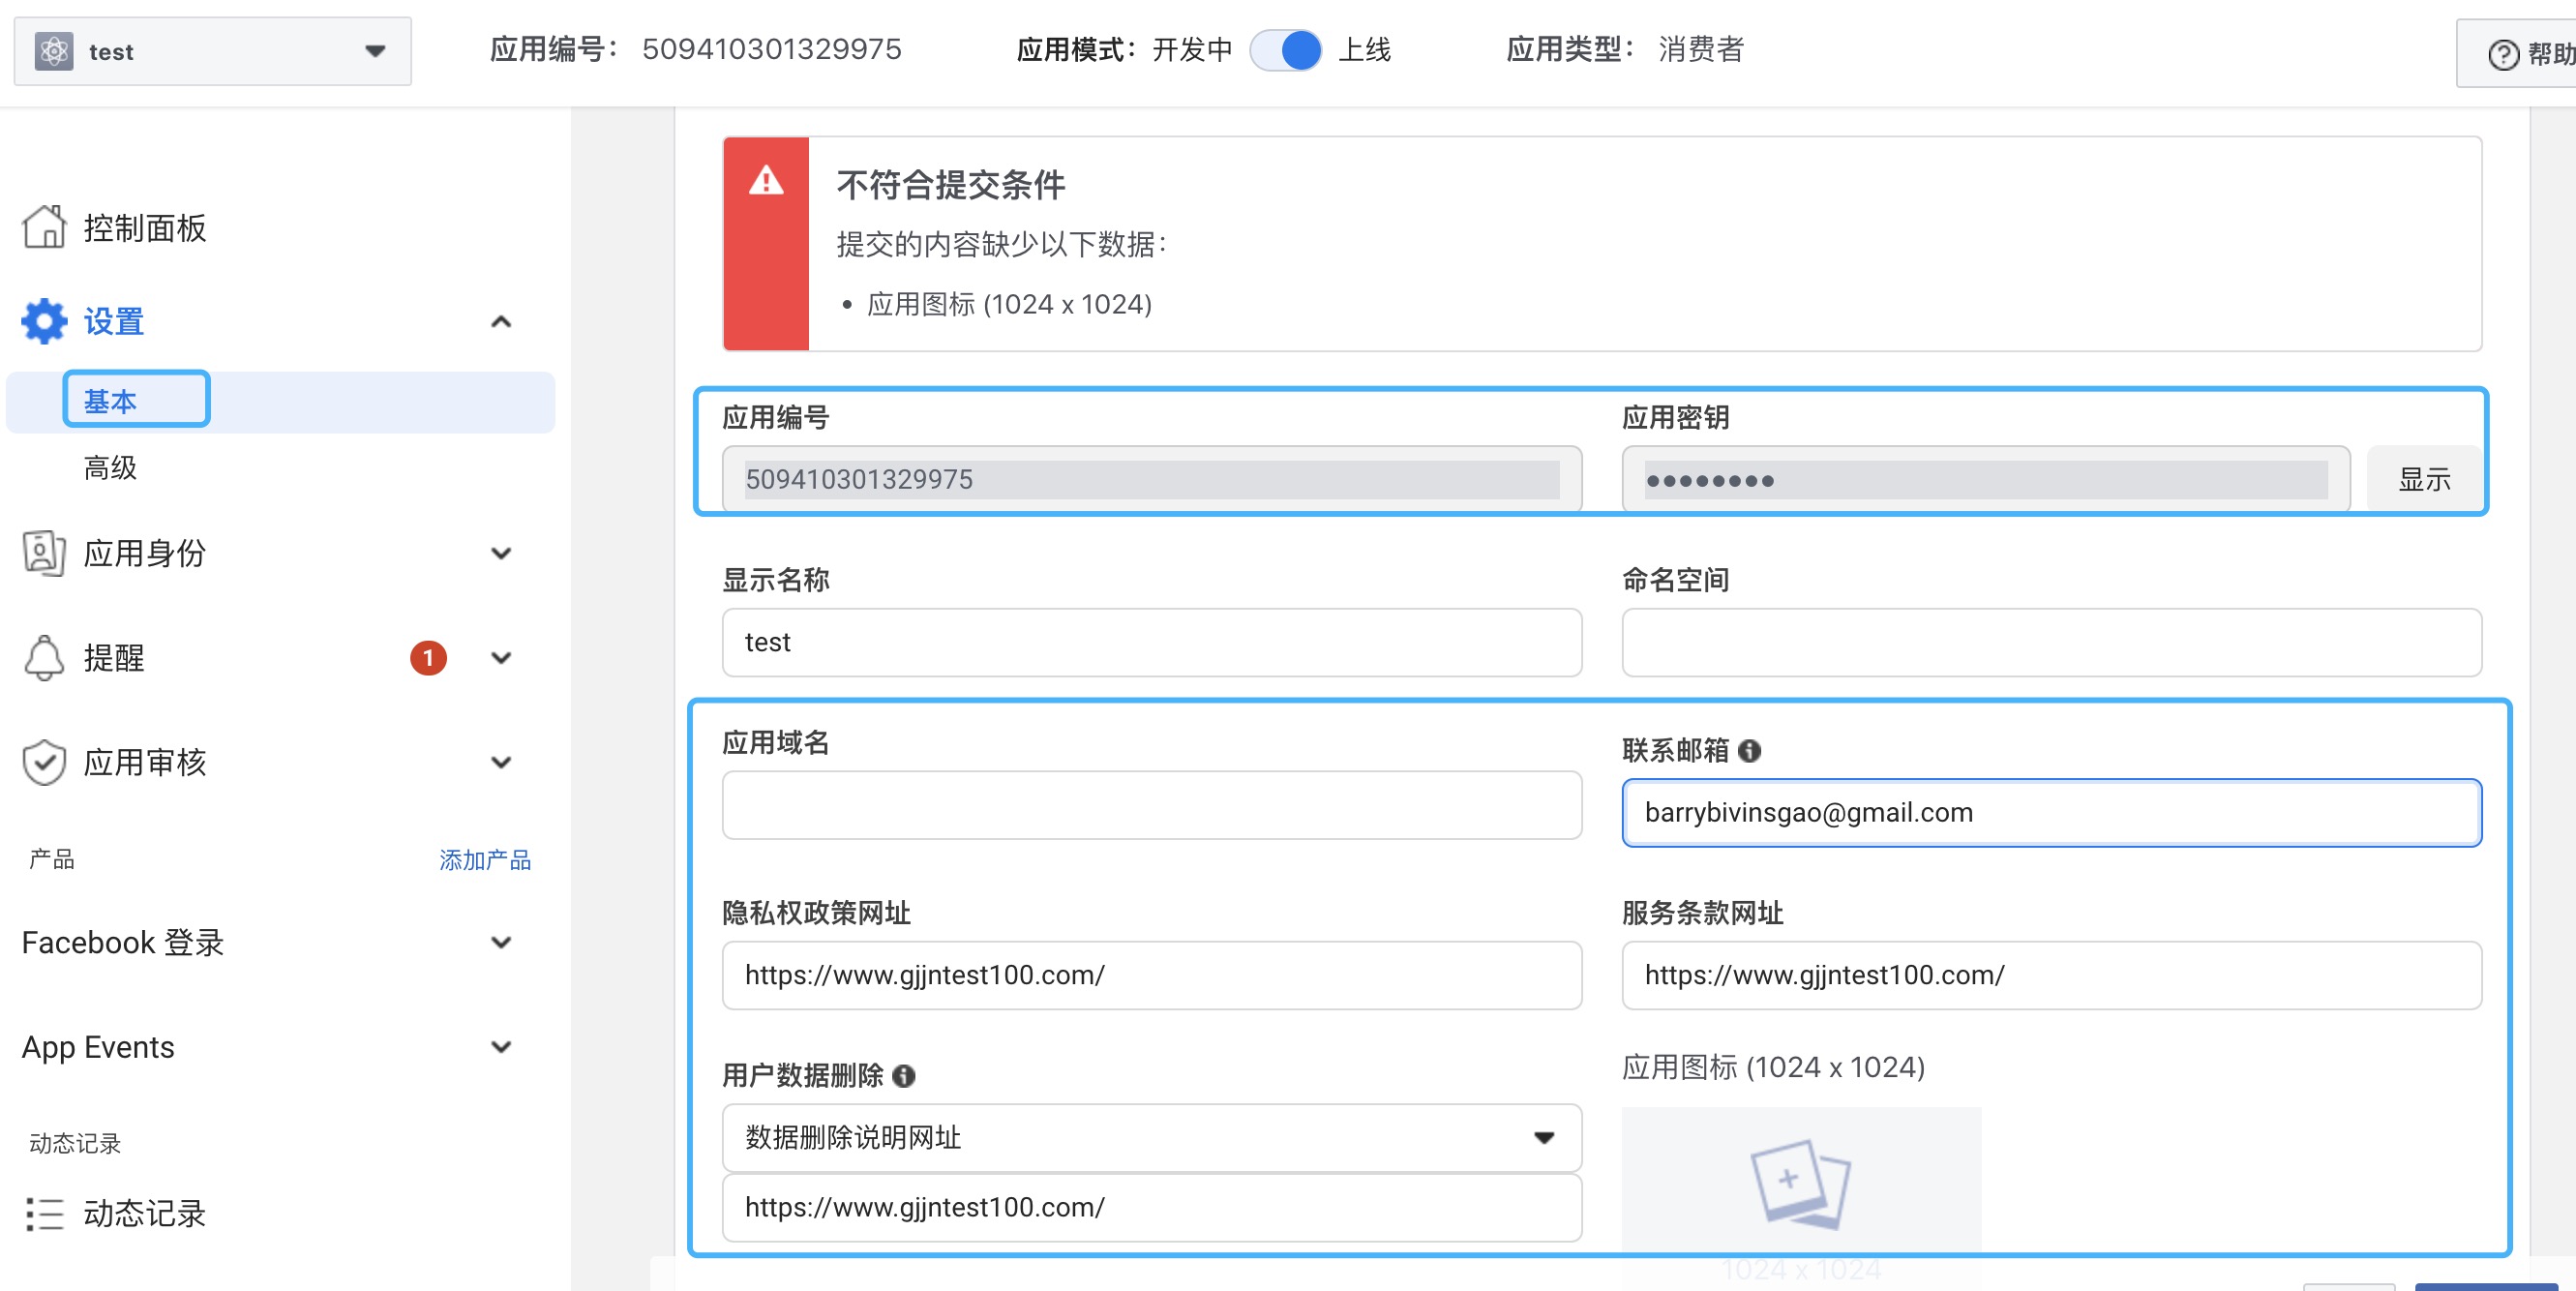 test
应用编号： 509410301329975
应用模式：开发中 上线
应用类型： 消费者
帮助
控制面板
设置
基本
高级
应用身份
提醒
1
应用审核
产品
添加产品
Facebook 登录
App Events
动态记录
动态记录
不符合提交条件
提交的内容缺少以下数据：
• 应用图标 (1024 x 1024)
应用编号
509410301329975
应用密钥
••••••••
显示
显示名称
test
命名空间
应用域名
联系邮箱
barrybivinsgao@gmail.com
隐私权政策网址
https://www.gjjntest100.com/
服务条款网址
https://www.gjjntest100.com/
用户数据删除
数据删除说明网址
https://www.gjjntest100.com/
应用图标 (1024 x 1024)
1024 x 1024